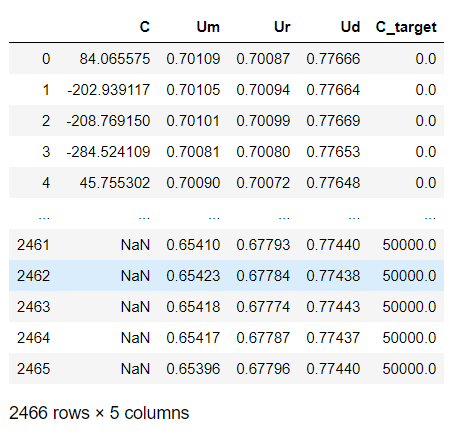 C Um Ur Ud C_target
0 84.065575 0.70109 0.70087 0.77666 0.0
1 -202.939117 0.70105 0.70094 0.77664 0.0
2 -208.769150 0.70101 0.70099 0.77669 0.0
3 -284.524109 0.70081 0.70080 0.77653 0.0
4 45.755302 0.70090 0.70072 0.77648 0.0
... ... ... ... ... ...
2461 NaN 0.65410 0.67793 0.77440 50000.0
2462 NaN 0.65423 0.67784 0.77438 50000.0
2463 NaN 0.65418 0.67774 0.77443 50000.0
2464 NaN 0.65417 0.67787 0.77437 50000.0
2465 NaN 0.65396 0.67796 0.77440 50000.0
2466 rows × 5 columns